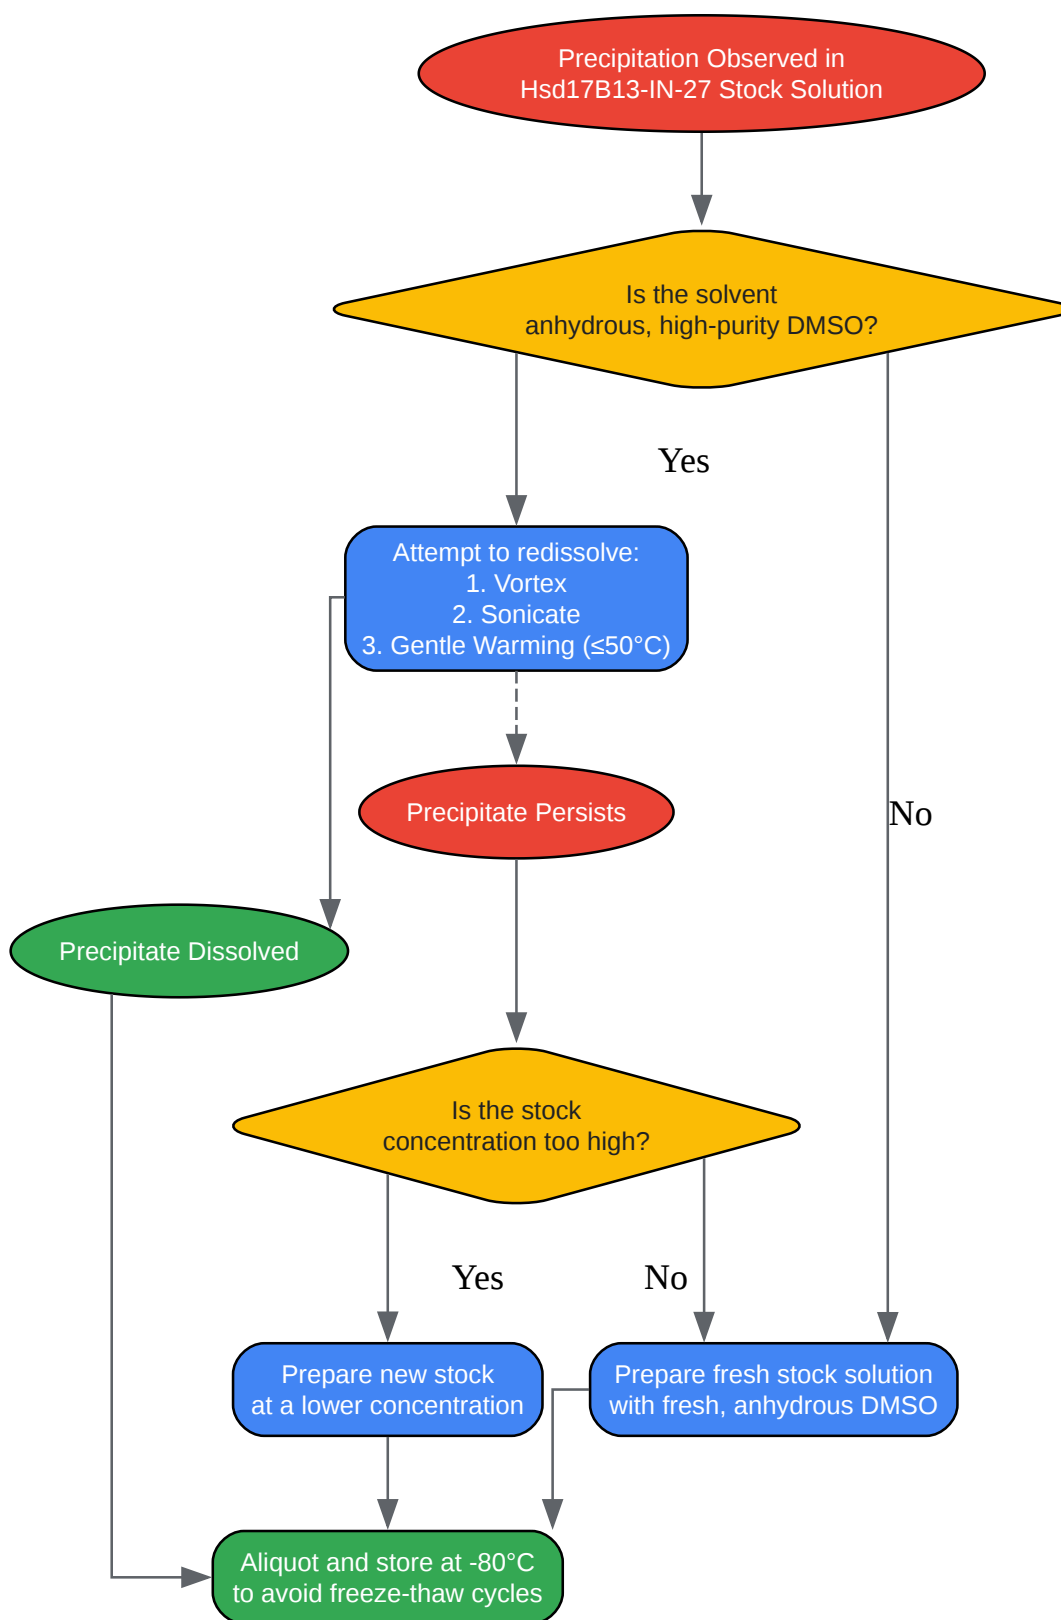 Precipitation Observed in
Hsd17B13-IN-27 Stock Solution
Is the solvent
anhydrous, high-purity DMSO?
Yes
Attempt to redissolve:
1. Vortex
2. Sonicate
3. Gentle Warming (≤50°C)
Precipitate Persists
No
Precipitate Dissolved
Is the stock
concentration too high?
Yes
No
Prepare new stock
at a lower concentration
Prepare fresh stock solution
with fresh, anhydrous DMSO
Aliquot and store at -80°C
to avoid freeze-thaw cycles